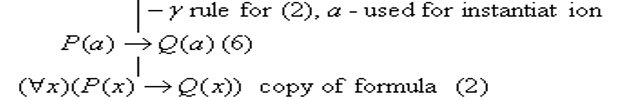 – γ rule for (2), a - used for instantiat ion
P(a) → Q(a) (6)
(∀x)(P(x) → Q(x)) copy of formula (2)